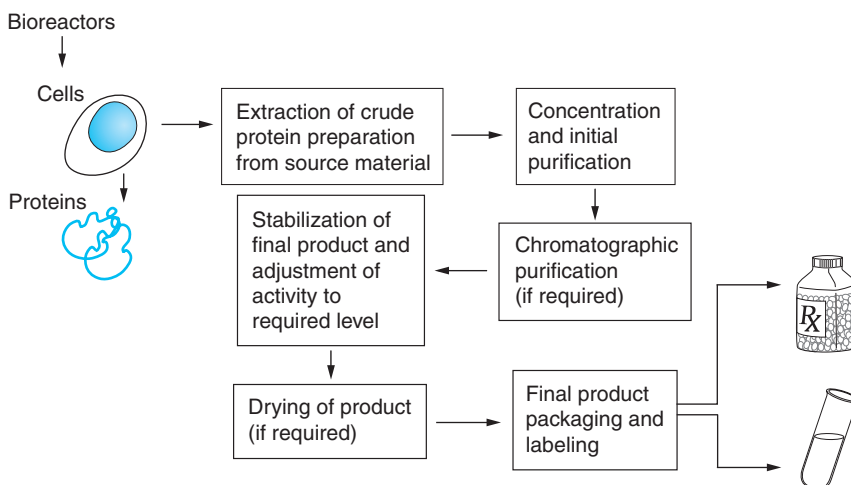 Bioreactors
Cells
Proteins
Extraction of crude
protein preparation
from source material
Concentration
and initial
purification
Chromatographic
purification
(if required)
Stabilization of
final product and
adjustment of
activity to
required level
Drying of product
(if required)
Final product
packaging and
labeling
Rx